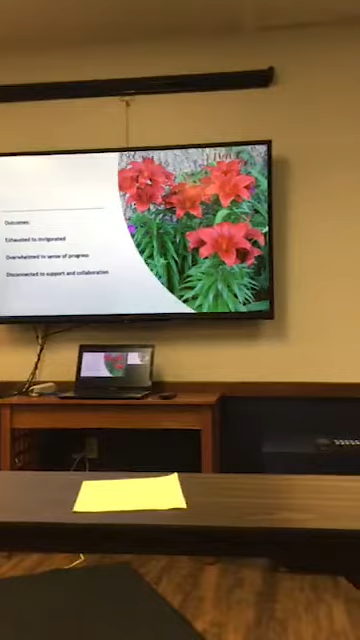 Outcomes:
Exhausted to invigorated
Overwhelmed to sense of progress
Disconnected to support and collaboration